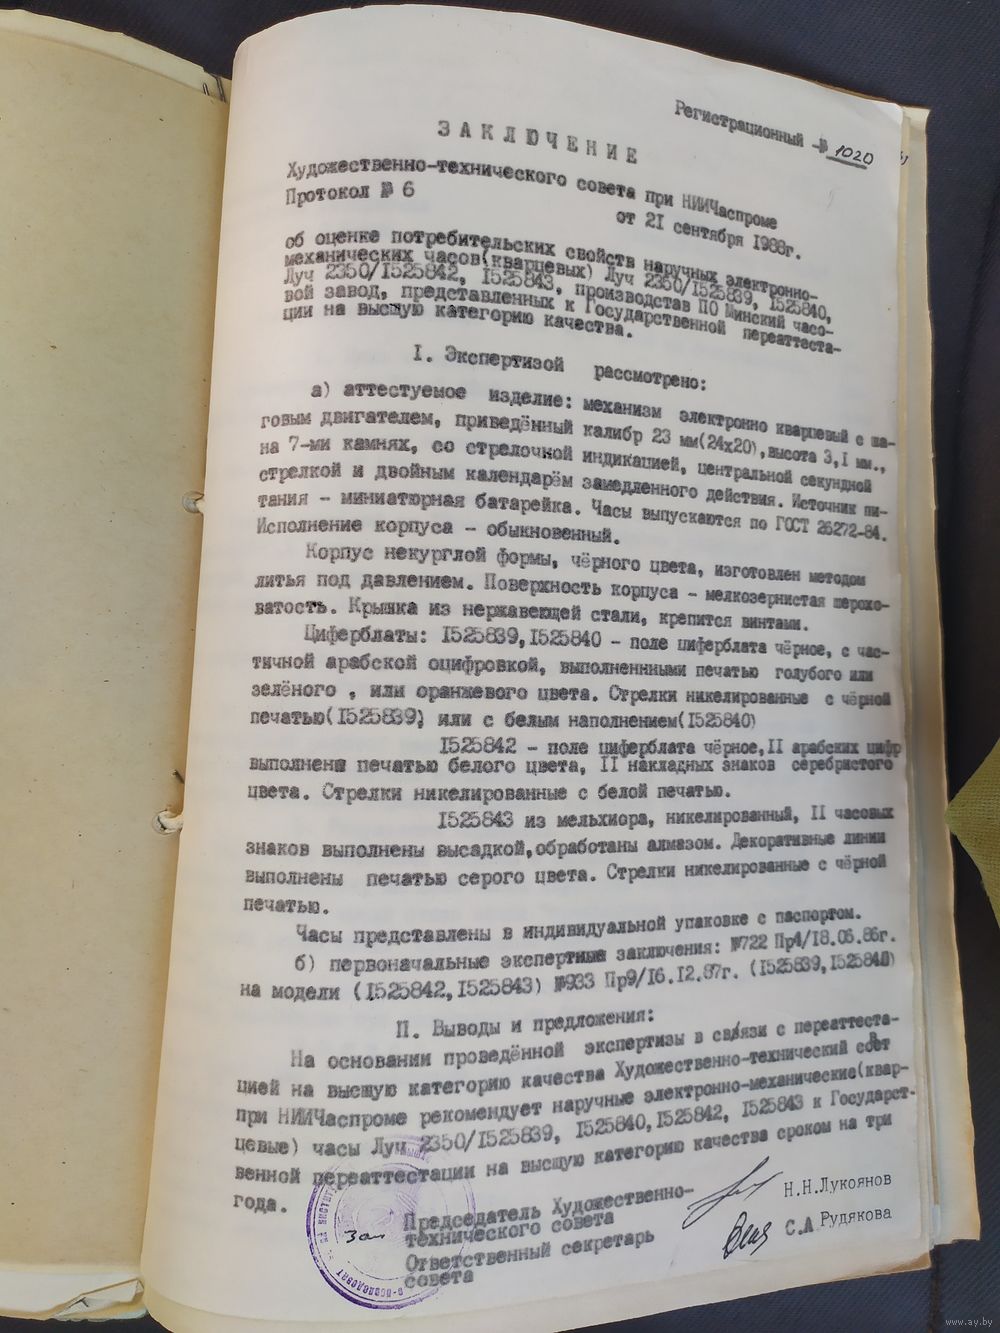 Регистрационный № 1020
ЗАКЛЮЧЕНИЕ
Художественно-технического совета при НИИЧаспроме
Протокол № 6
от 21 сентября 1988г.
об оценке потребительских свойств наручных электронно-
механических часов(кварцевых) Луч 2350/1525839, 1525840,
Луч 2350/1525842, 1525843, производстав ПО Минский часо-
вой завод, представленных к Государственной переаттеста-
ции на высшую категорию качества.
I. Экспертизой рассмотрено:
а) аттестуемое изделие: механизм электронно кварцевый с ша-
говым двигателем, приведённый калибр 23 мм(24х20),высота 3,1 мм.,
на 7-ми камнях, со стрелочной индикацией, центральной секундной
стрелкой и двойным календарём замедленного действия. Источник пи-
тания - миниатюрная батарейка. Часы выпускаются по ГОСТ 26272-84.
Исполнение корпуса - обыкновенный.
Корпус некурглой формы, чёрного цвета, изготовлен методом
литья под давлением. Поверхность корпуса - мелкозернистая шерохо-
ватость. Крышка из нержавеющей стали, крепится винтами.
Циферблаты: 1525839,1525840 - поле циферблата чёрное, с час-
тичной арабской оцифровкой, выполненнными печатью голубого или
зелёного , или оранжевого цвета. Стрелки никелированные с чёрной
печатью(1525839) или с белым наполнением(1525840)
1525842 - поле циферблата чёрное,II арабских цифр
выполнена печатью белого цвета, II накладных знаков серебристого
цвета. Стрелки никелированные с белой печатью.
1525843 из мельхиора, никелированный, II часовых
знаков выполнены высадкой,обработаны алмазом. Декоративные линии
выполнены печатью серого цвета. Стрелки никелированные с чёрной
печатью.
Часы представлены в индивидуальной упаковке с паспортом.
б) первоначальные экспертные заключения: №722 Пр4/18.06.86г.
на модели (1525842,1525843) №933 Пр9/16.12.87г. (1525839,1525840)
П. Выводы и предложения:
На основании проведённой экспертизы в связи с переаттеста-
цией на высшую категорию качества Художественно-технический совет
при НИИЧаспроме рекомендует наручные электронно-механические(квар-
цевые) часы Луч 2350/1525839, 1525840,1525842, 1525843 к Государст-
венной переаттестации на высшую категорию качества сроком на три
года.
Председатель Художественно-
технического совета
Н.Н.Лукоянов
Зам
Ответственный секретарь
совета
С.А Рудякова
www.ay.by